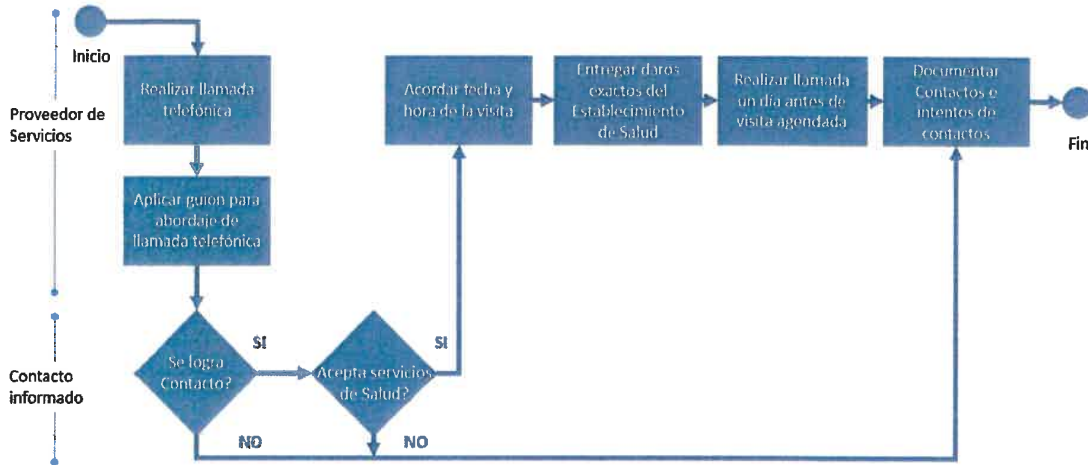 Inicio
Proveedor de
Servicios
Realizar llamada
telefónica
Aplicar guion para
abordaje de
llamada telefónica
Acordar fecha y
hora de la visita
Entregar daros
exactos del
Establecimiento
de Salud
Realizar llamada
un día antes de
visita agendada
Documentar
Contactos e
intentos de
contactos
Fin
Contacto
informado
Se logra
Contacto?
SI
NO
Acepta servicios
de Salud?
SI
NO